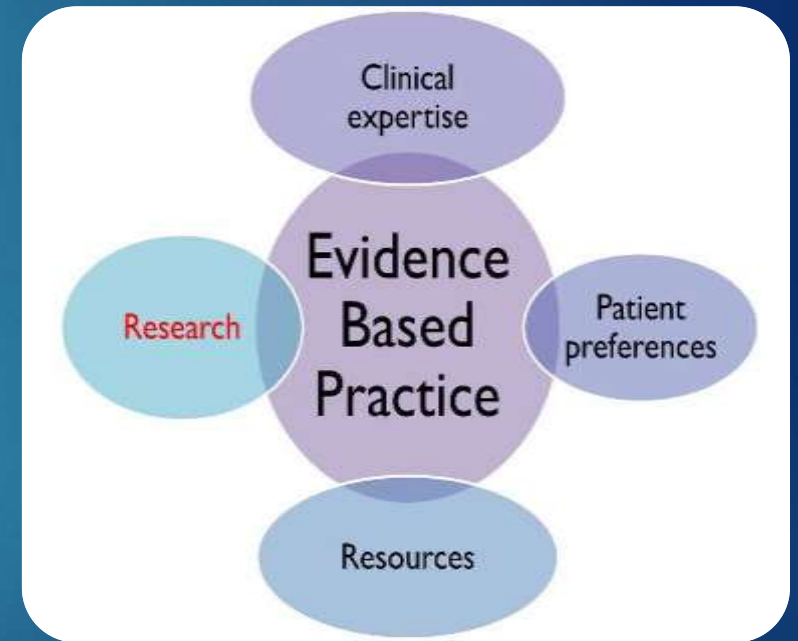 Clinical
expertise
Evidence
Based
Practice
Research
Patient
preferences
Resources